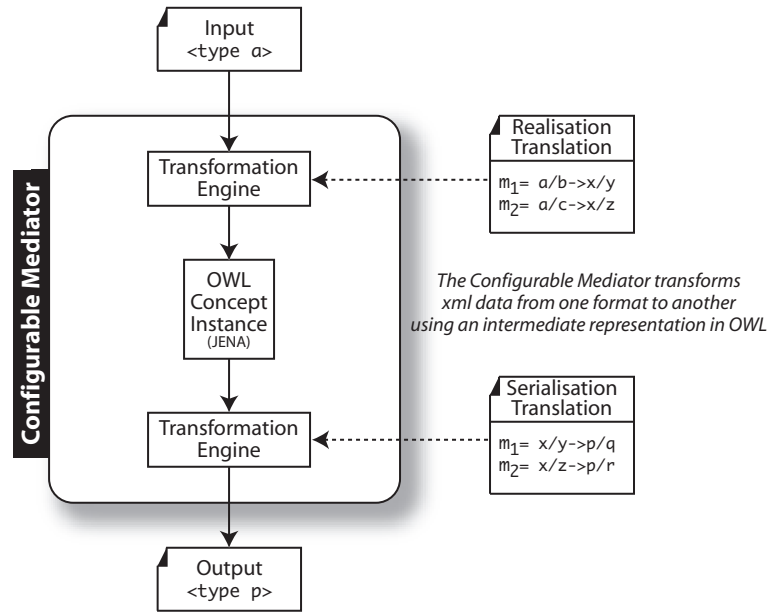 Input
<type a>
Configurable Mediator
Transformation
Engine
Realisation
Translation
m1= a/b->x/y
m2= a/c->x/z
OWL
Concept
Instance
(JENA)
The Configurable Mediator transforms
xml data from one format to another
using an intermediate representation in OWL
Transformation
Engine
Serialisation
Translation
m1= x/y->p/q
m2= x/z->p/r
Output
<type p>